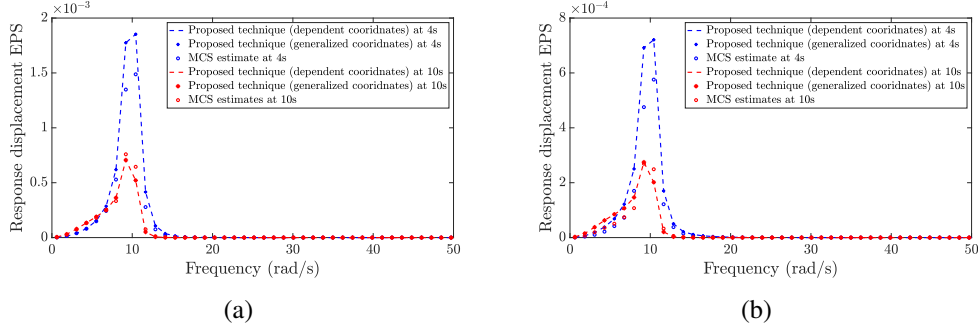 ×10⁻³
2
1.5
1
0.5
0
Response displacement EPS
Proposed technique (dependent cooridnates) at 4s
Proposed technique (generalized cooridnates) at 4s
MCS estimate at 4s
Proposed technique (dependent cooridnates) at 10s
Proposed technique (generalized cooridnates) at 10s
MCS estimates at 10s
0 10 20 30 40 50
Frequency (rad/s)
(a)
×10⁻⁴
8
6
4
2
0
Response displacement EPS
Proposed technique (dependent cooridnates) at 4s
Proposed technique (generalized cooridnates) at 4s
MCS estimate at 4s
Proposed technique (dependent cooridnates) at 10s
Proposed technique (generalized cooridnates) at 10s
MCS estimates at 10s
0 10 20 30 40 50
Frequency (rad/s)
(b)